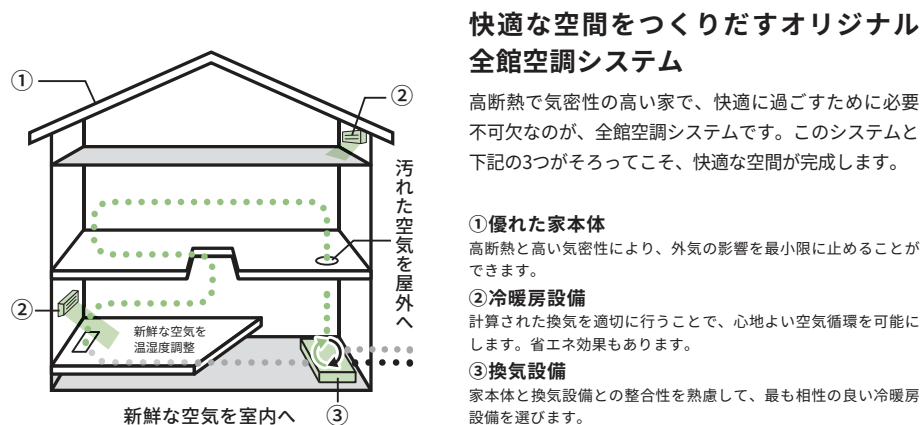 快適な空間をつくりだすオリジナル
全館空調システム
高断熱で気密性の高い家で、快適に過ごすために必要
不可欠なのが、全館空調システムです。このシステムと
下記の3つがそろってこそ、快適な空間が完成します。
①優れた家本体
高断熱と高い気密性により、外気の影響を最小限に止めることが
できます。
②冷暖房設備
計算された換気を適切に行うことで、心地よい空気循環を可能に
します。省エネ効果もあります。
③換気設備
家本体と換気設備との整合性を熟慮して、最も相性の良い冷暖房
設備を選びます。
①
②
汚れた空気を屋外へ
②
新鮮な空気を
温湿度調整
新鮮な空気を室内へ
③